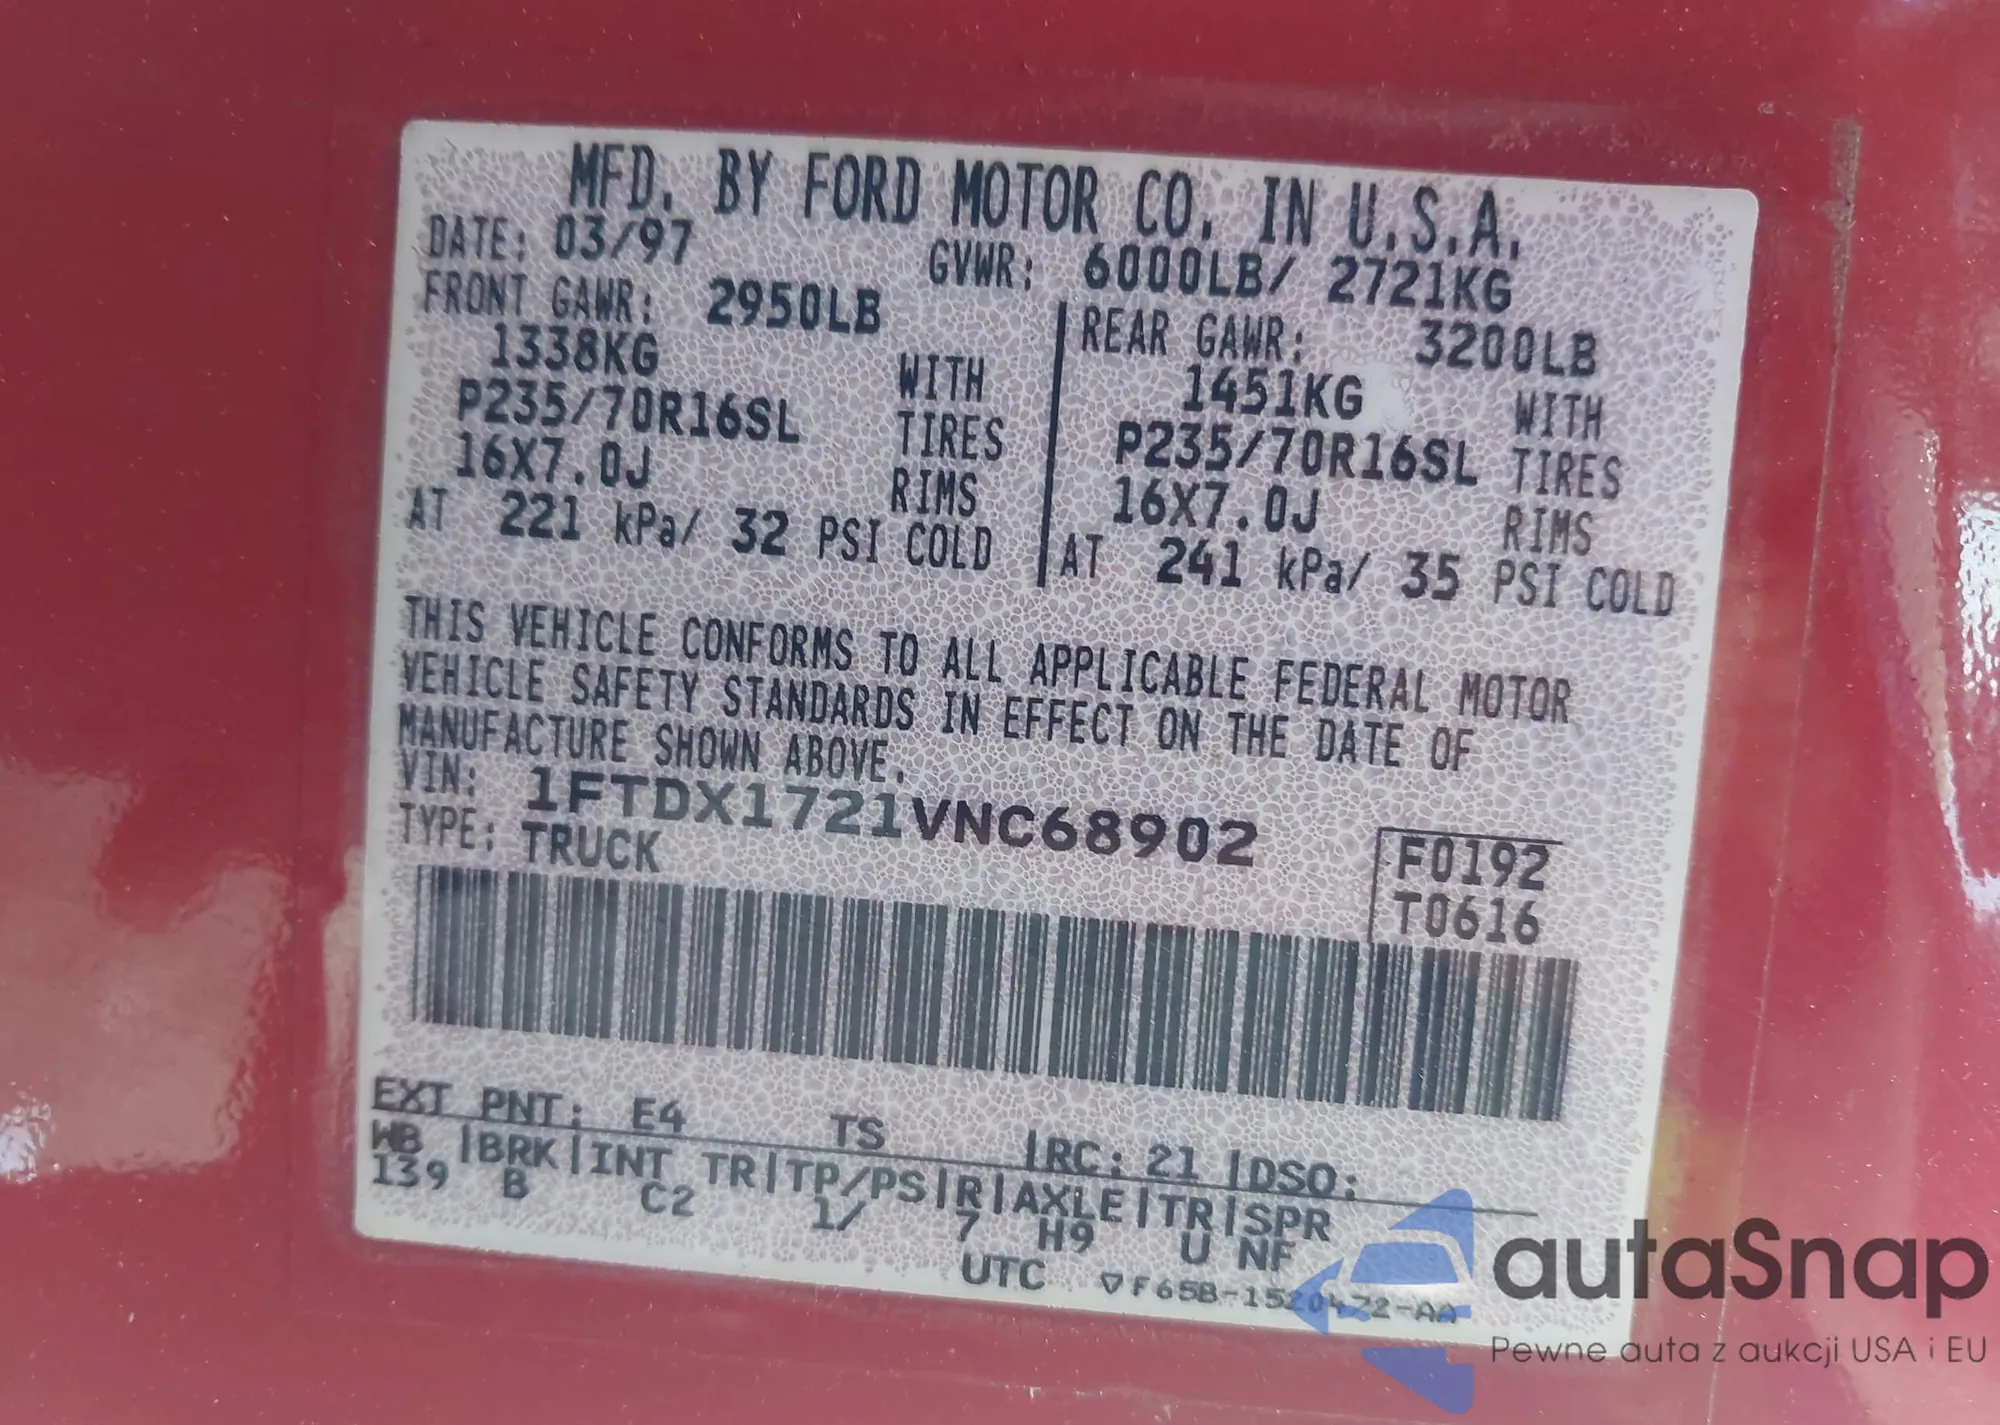 MFD. BY FORD MOTOR CO. IN U.S.A.
DATE: 03/97 GVWR: 6000LB/ 2721KG
FRONT GAWR: 2950LB REAR GAWR: 3200LB
1338KG WITH 1451KG WITH
P235/70R16SL TIRES P235/70R16SL TIRES
16X7.0J RIMS 16X7.0J RIMS
AT 221 kPa/ 32 PSI COLD AT 241 kPa/ 35 PSI COLD
THIS VEHICLE CONFORMS TO ALL APPLICABLE FEDERAL MOTOR
VEHICLE SAFETY STANDARDS IN EFFECT ON THE DATE OF
MANUFACTURE SHOWN ABOVE.
VIN: 1FTDX1721VNC68902
TYPE: TRUCK
F0192
T0616
EXT PNT: E4 TS |RC: 21 |DSO:
WB |BRK|INT TR|TP/PS|R|AXLE|TR|SPR
139 B C2 1/ 7 H9 U NF
UTC ▽F65B-1520472-AA
autaSnap
Pewne auta z aukcji USA i EU